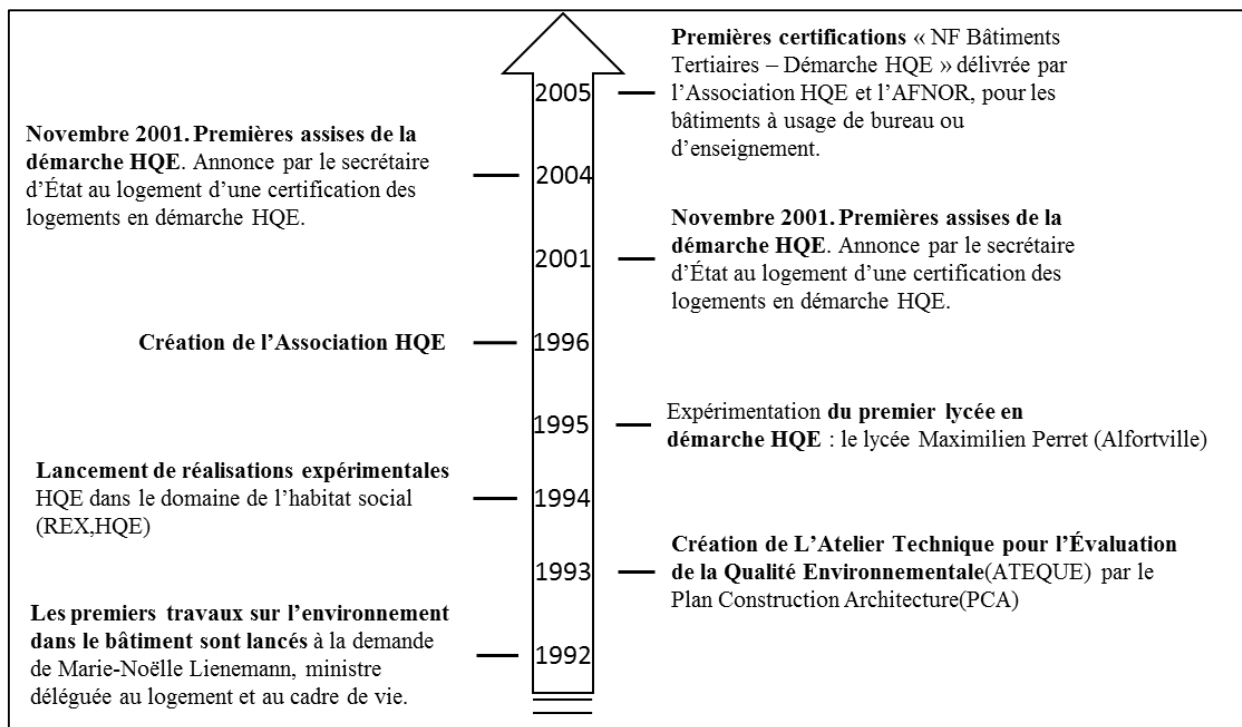 Premières certifications « NF Bâtiments
Tertiaires – Démarche HQE » délivrée par
l’Association HQE et l’AFNOR, pour les
bâtiments à usage de bureau ou
d’enseignement.
2005
Novembre 2001. Premières assises de la
démarche HQE. Annonce par le secrétaire
d’État au logement d’une certification des
logements en démarche HQE.
2004
Novembre 2001. Premières assises de la
démarche HQE. Annonce par le secrétaire
d’État au logement d’une certification des
logements en démarche HQE.
2001
Création de l’Association HQE
1996
Expérimentation du premier lycée en
démarche HQE : le lycée Maximilien Perret (Alfortville)
1995
Lancement de réalisations expérimentales
HQE dans le domaine de l’habitat social
(REX,HQE)
1994
Création de L’Atelier Technique pour l’Évaluation
de la Qualité Environnementale(ATEQUE) par le
Plan Construction Architecture(PCA)
1993
Les premiers travaux sur l’environnement
dans le bâtiment sont lancés à la demande
de Marie-Noëlle Lienemann, ministre
déléguée au logement et au cadre de vie.
1992